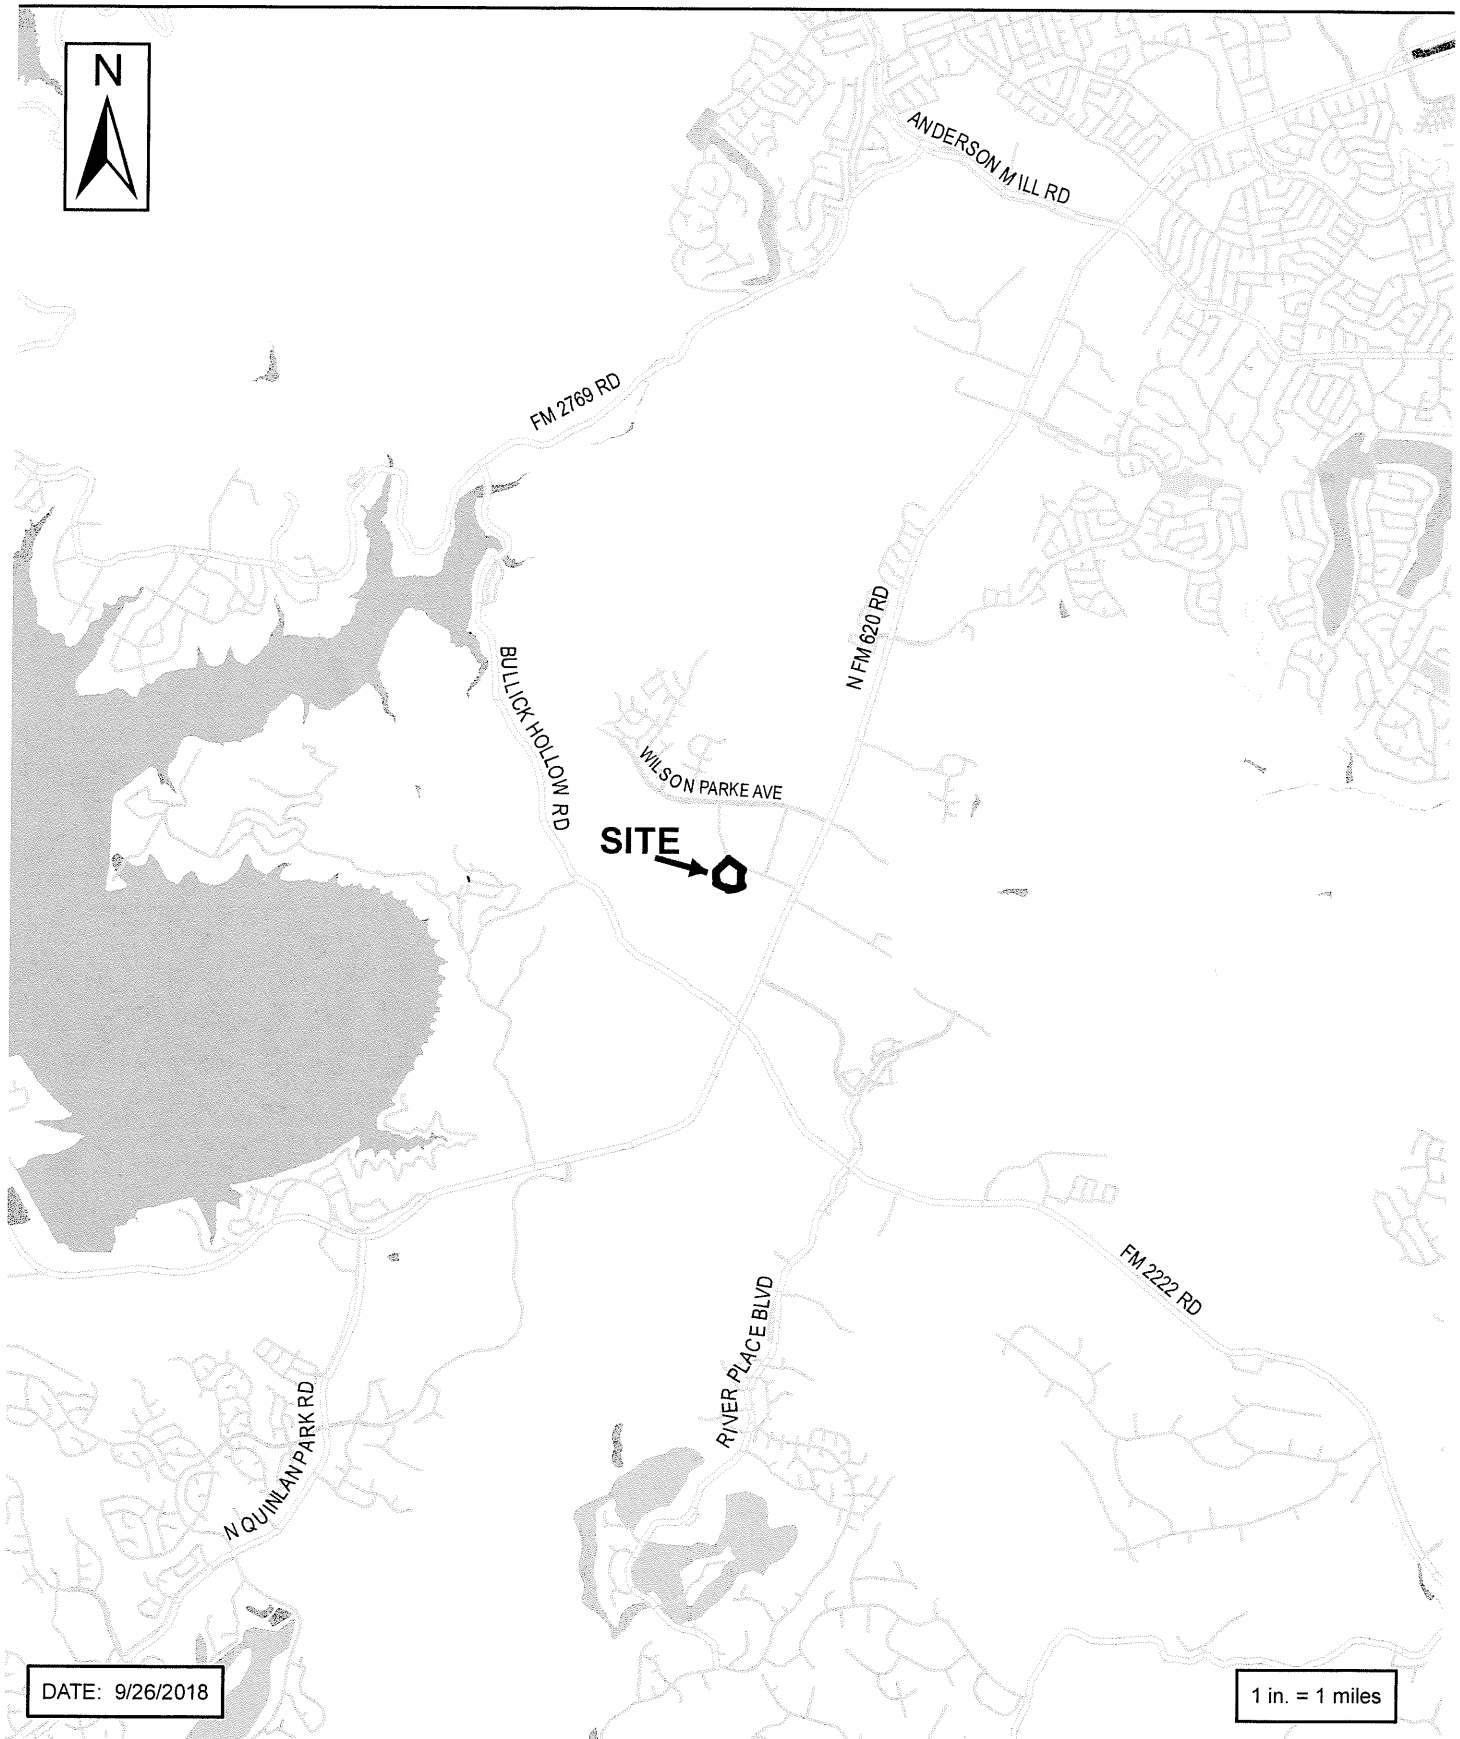 N
ANDERSON MILL RD
FM 2769 RD
N FM 620 RD
BULLICK HOLLOW RD
WILSON PARKE AVE
SITE
FM 2222 RD
RIVER PLACE BLVD
N QUINLAN PARK RD
DATE: 9/26/2018
1 in. = 1 miles